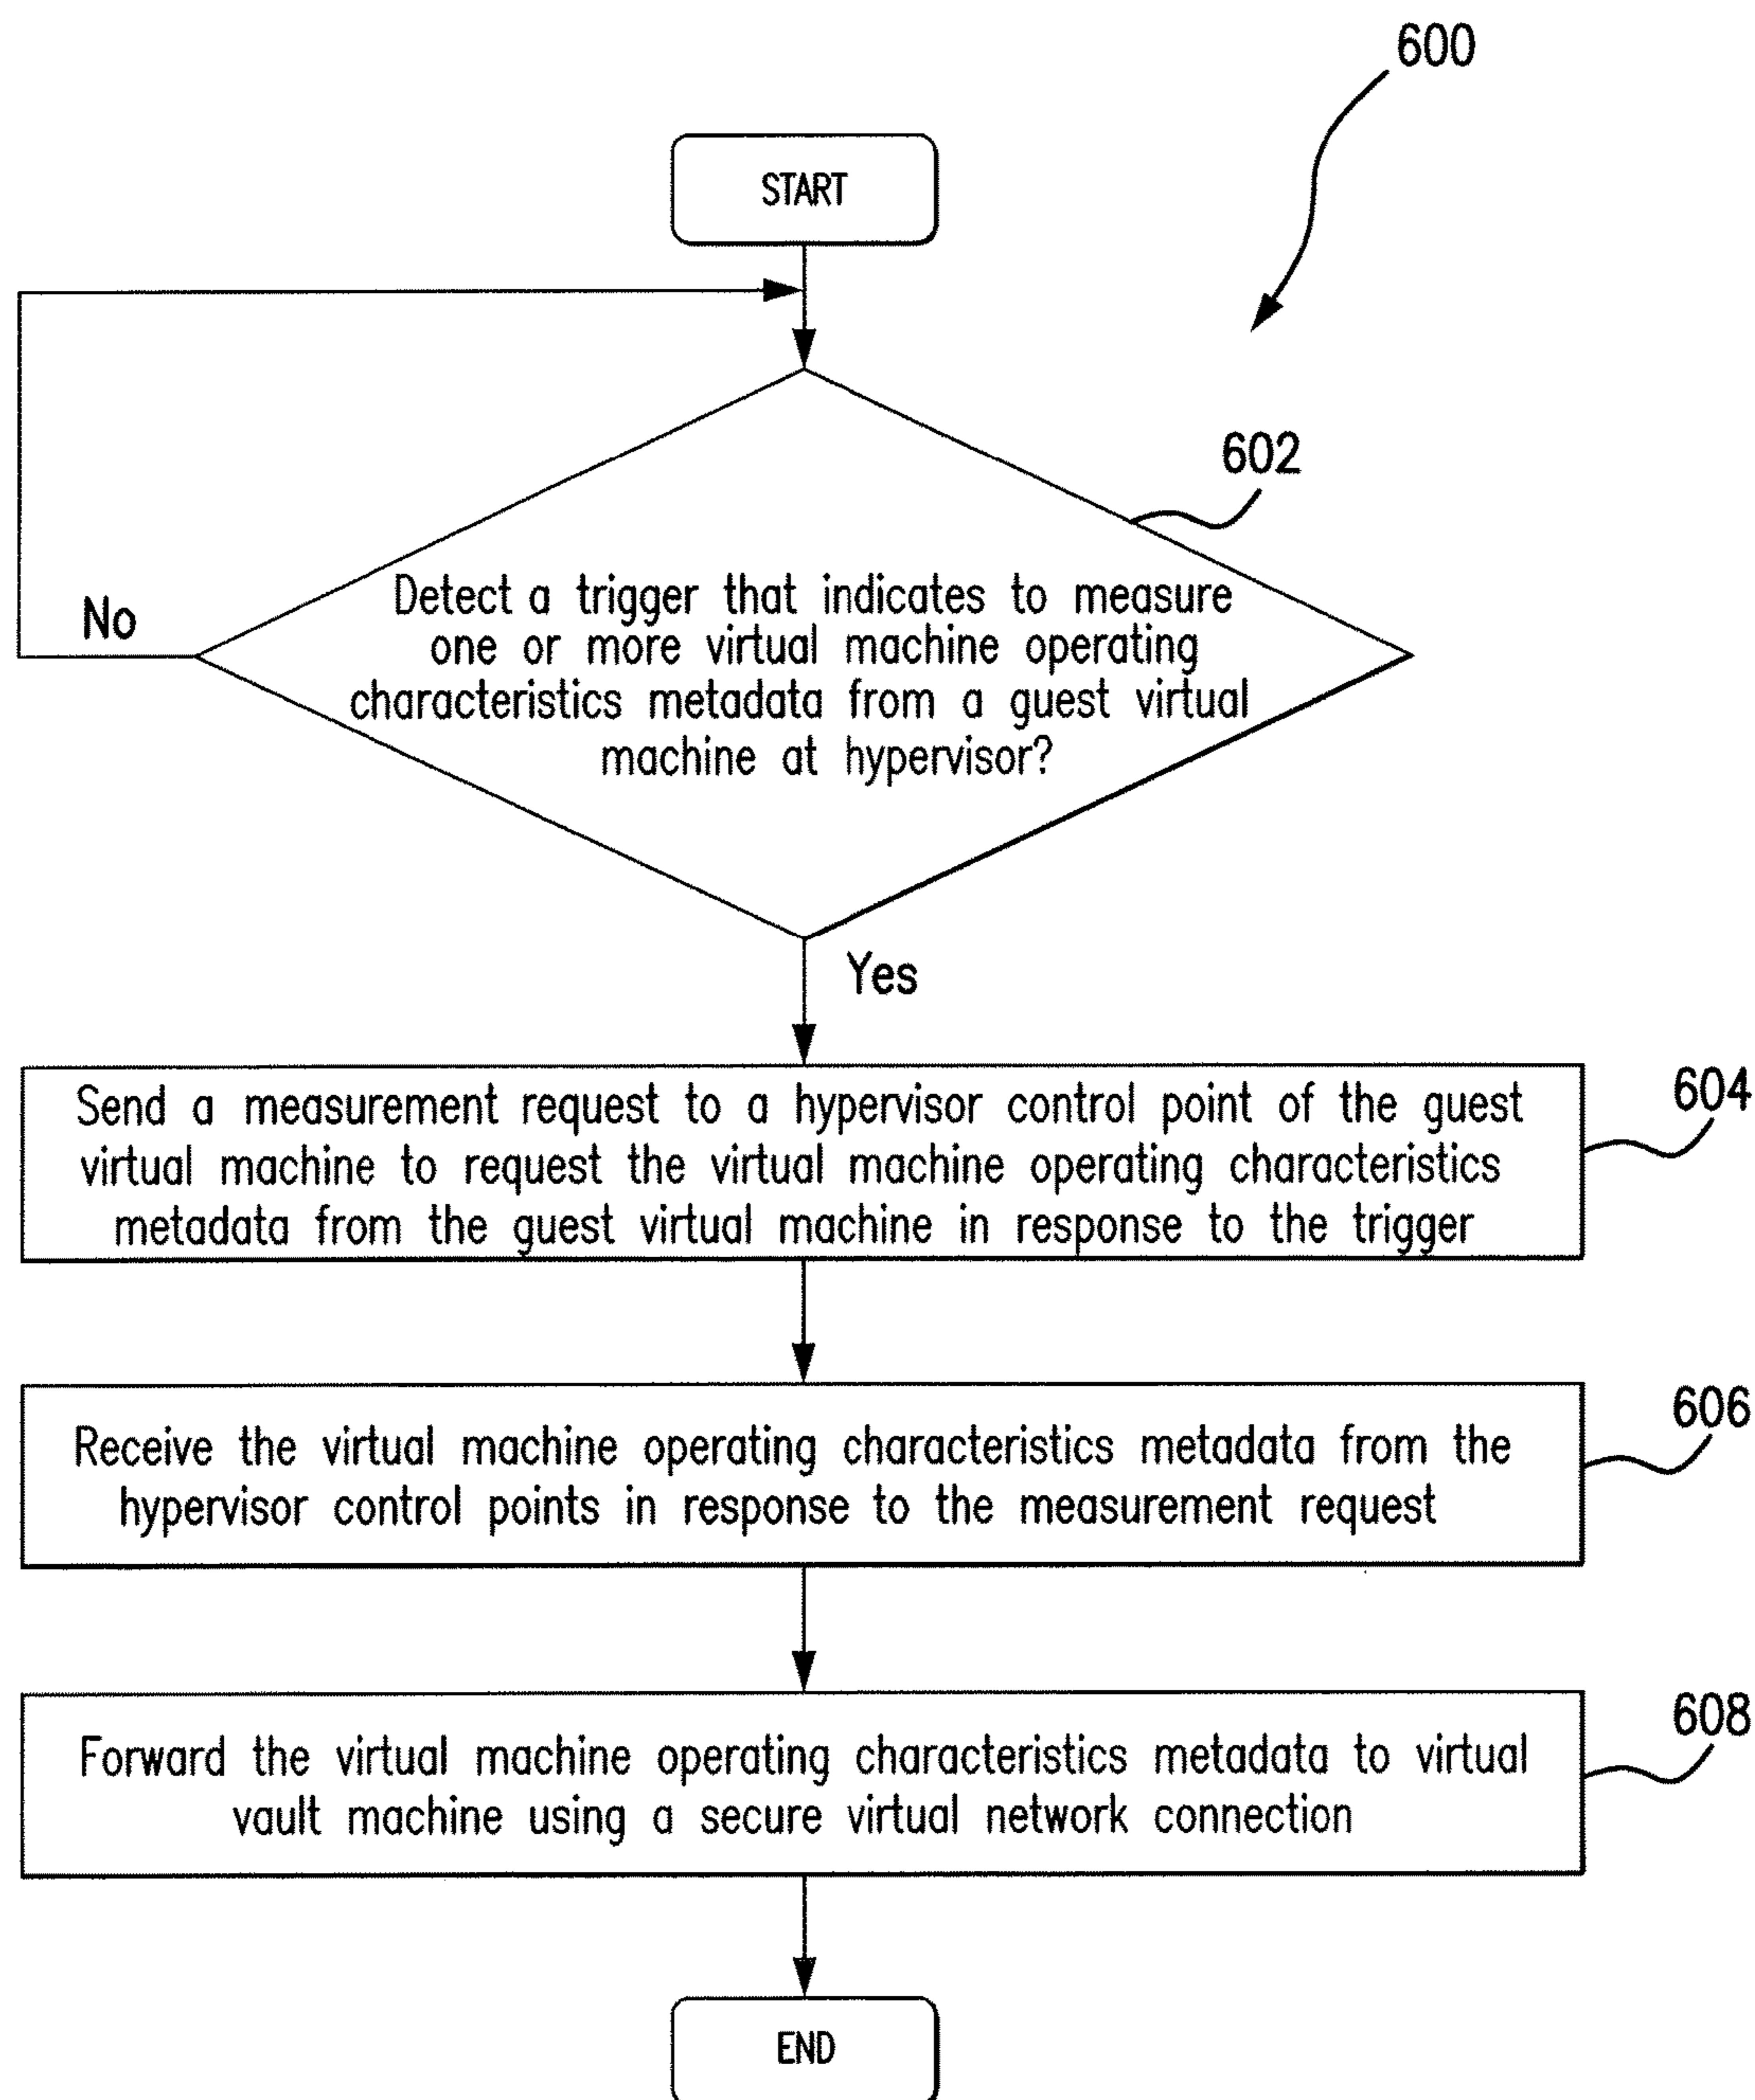 600
START
602
Detect a trigger that indicates to measure
one or more virtual machine operating
characteristics metadata from a guest virtual
machine at hypervisor?
No
Yes
604
Send a measurement request to a hypervisor control point of the guest
virtual machine to request the virtual machine operating characteristics
metadata from the guest virtual machine in response to the trigger
606
Receive the virtual machine operating characteristics metadata from the
hypervisor control points in response to the measurement request
608
Forward the virtual machine operating characteristics metadata to virtual
vault machine using a secure virtual network connection
END